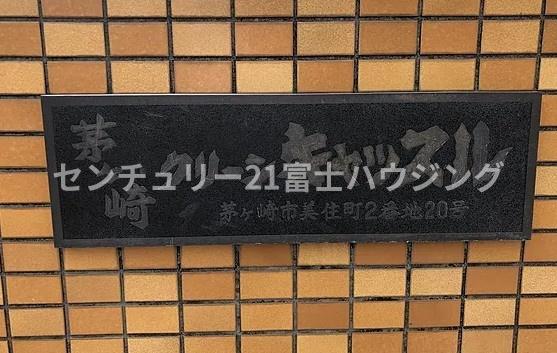 茅ヶ崎
グリーンキャッスル
センチュリー21富士ハウジング
茅ヶ崎市美住町2番地20号